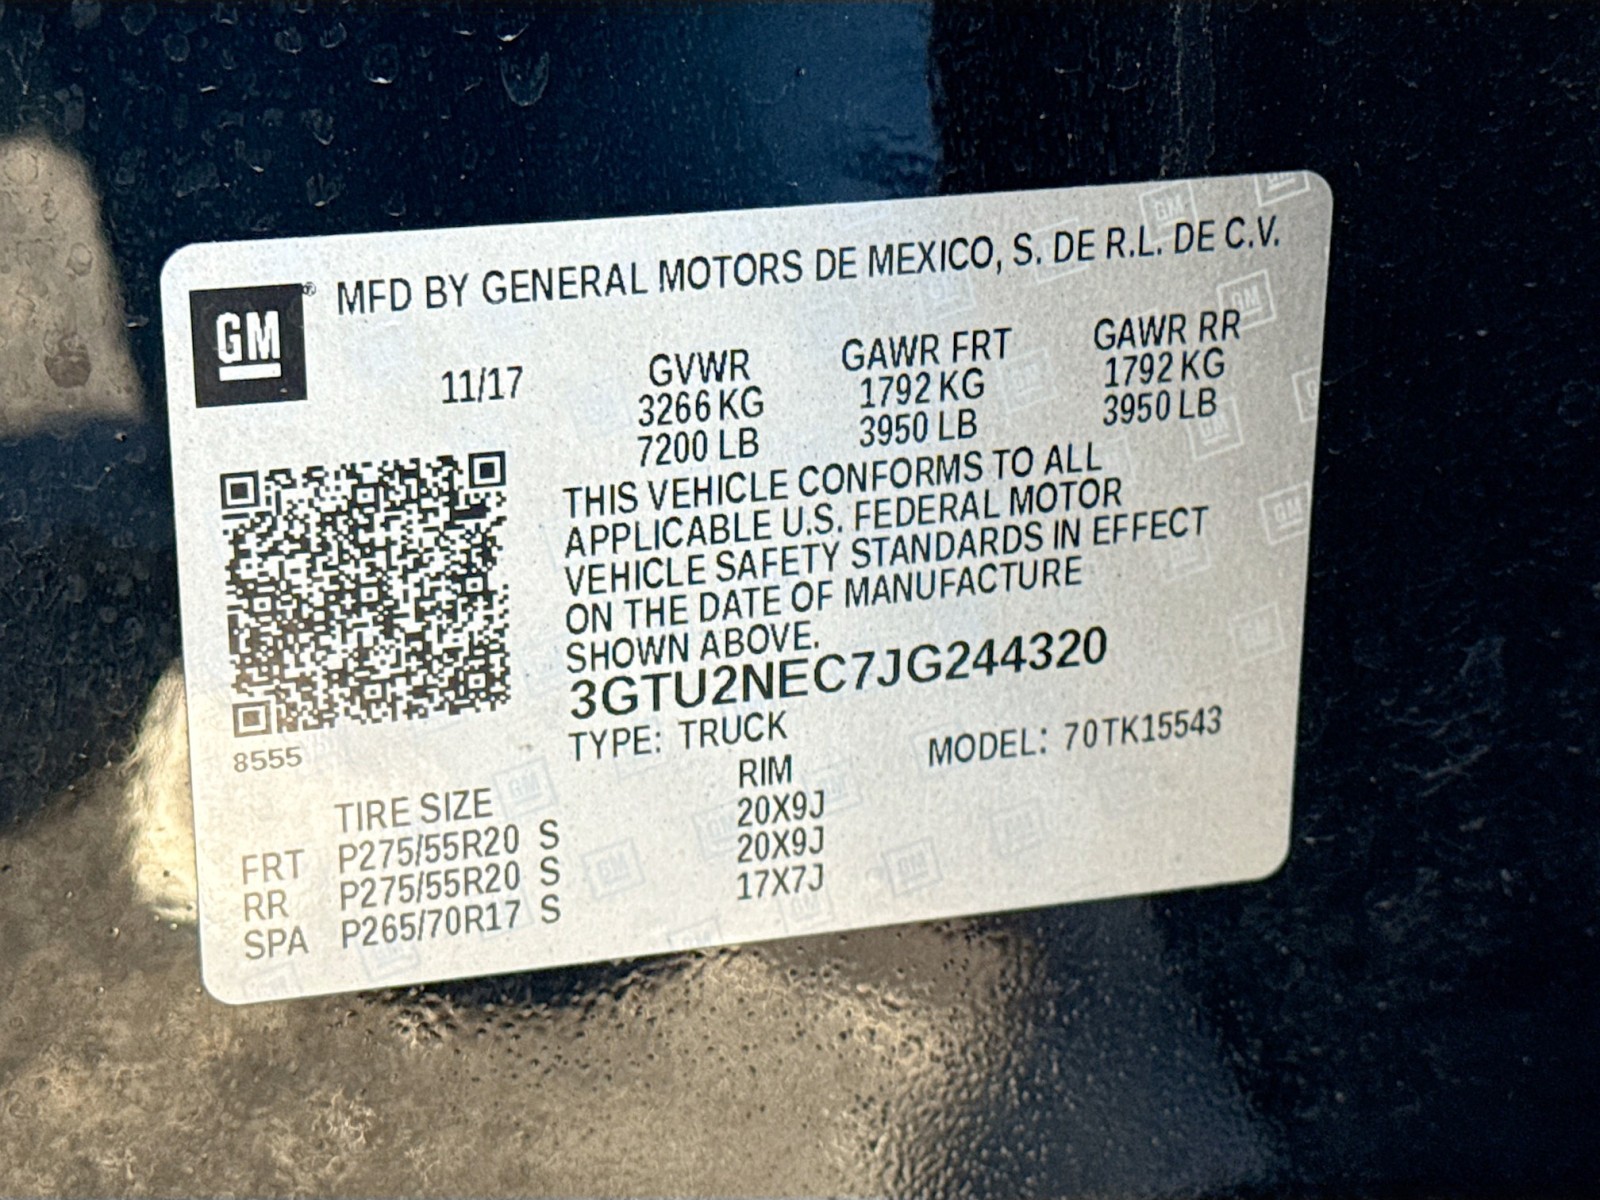 MFD BY GENERAL MOTORS DE MEXICO, S. DE R.L. DE C.V.
GM®
11/17
GVWR GAWR FRT GAWR RR
3266 KG 1792 KG 1792 KG
7200 LB 3950 LB 3950 LB
THIS VEHICLE CONFORMS TO ALL
APPLICABLE U.S. FEDERAL MOTOR
VEHICLE SAFETY STANDARDS IN EFFECT
ON THE DATE OF MANUFACTURE
SHOWN ABOVE.
3GTU2NEC7JG244320
TYPE: TRUCK MODEL: 70TK15543
8555
TIRE SIZE RIM
FRT P275/55R20 S 20X9J
RR P275/55R20 S 20X9J
SPA P265/70R17 S 17X7J